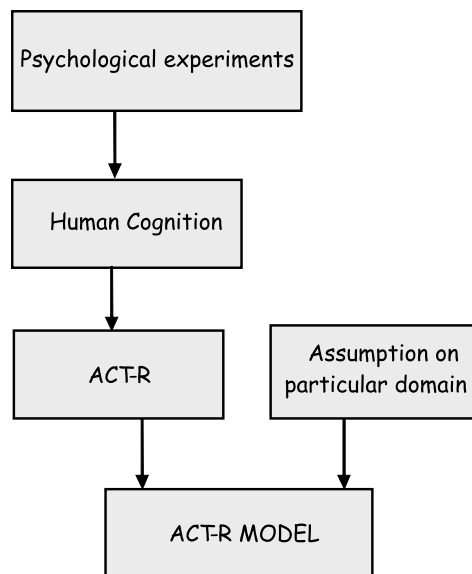 Psychological experiments
Human Cognition
ACT-R
Assumption on
particular domain
ACT-R MODEL